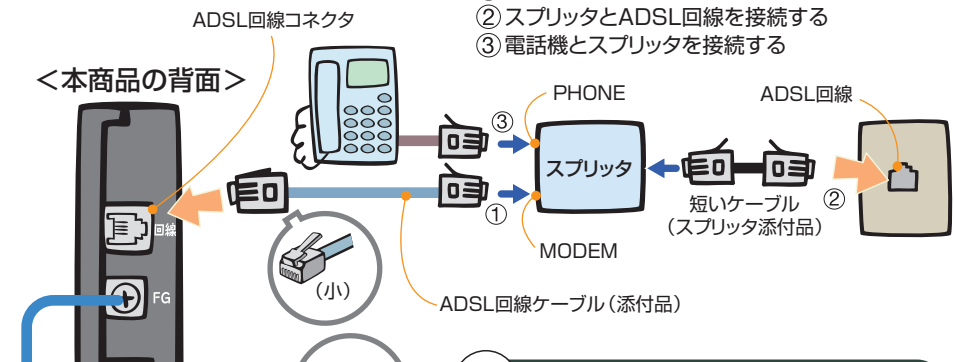 ADSL回線コネクタ
②スプリッタとADSL回線を接続する
③電話機とスプリッタを接続する
＜本商品の背面＞
PHONE
ADSL回線
③
スプリッタ
①
短いケーブル
（スプリッタ添付品）
②
回線
MODEM
（小）
ADSL回線ケーブル（添付品）
FG